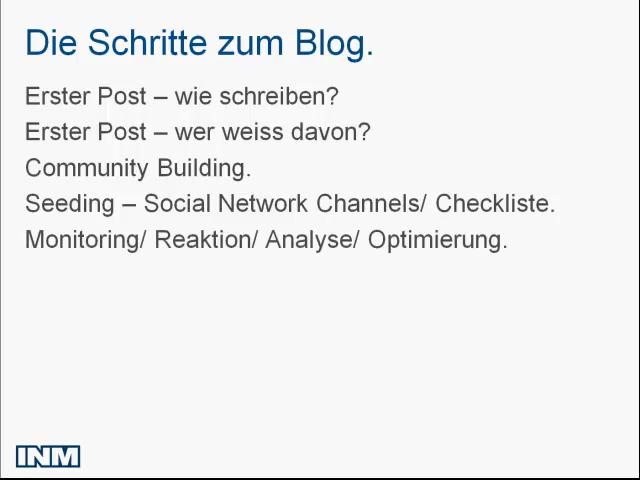 Die Schritte zum Blog.
Erster Post – wie schreiben?
Erster Post – wer weiss davon?
Community Building.
Seeding – Social Network Channels/ Checkliste.
Monitoring/ Reaktion/ Analyse/ Optimierung.
INM